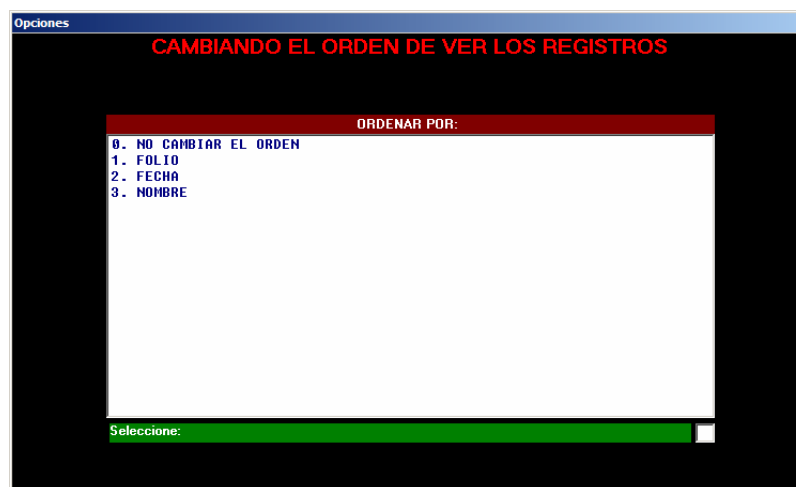 Opciones
CAMBIANDO EL ORDEN DE VER LOS REGISTROS
ORDENAR POR:
0. NO CAMBIAR EL ORDEN
1. FOLIO
2. FECHA
3. NOMBRE
Seleccione: